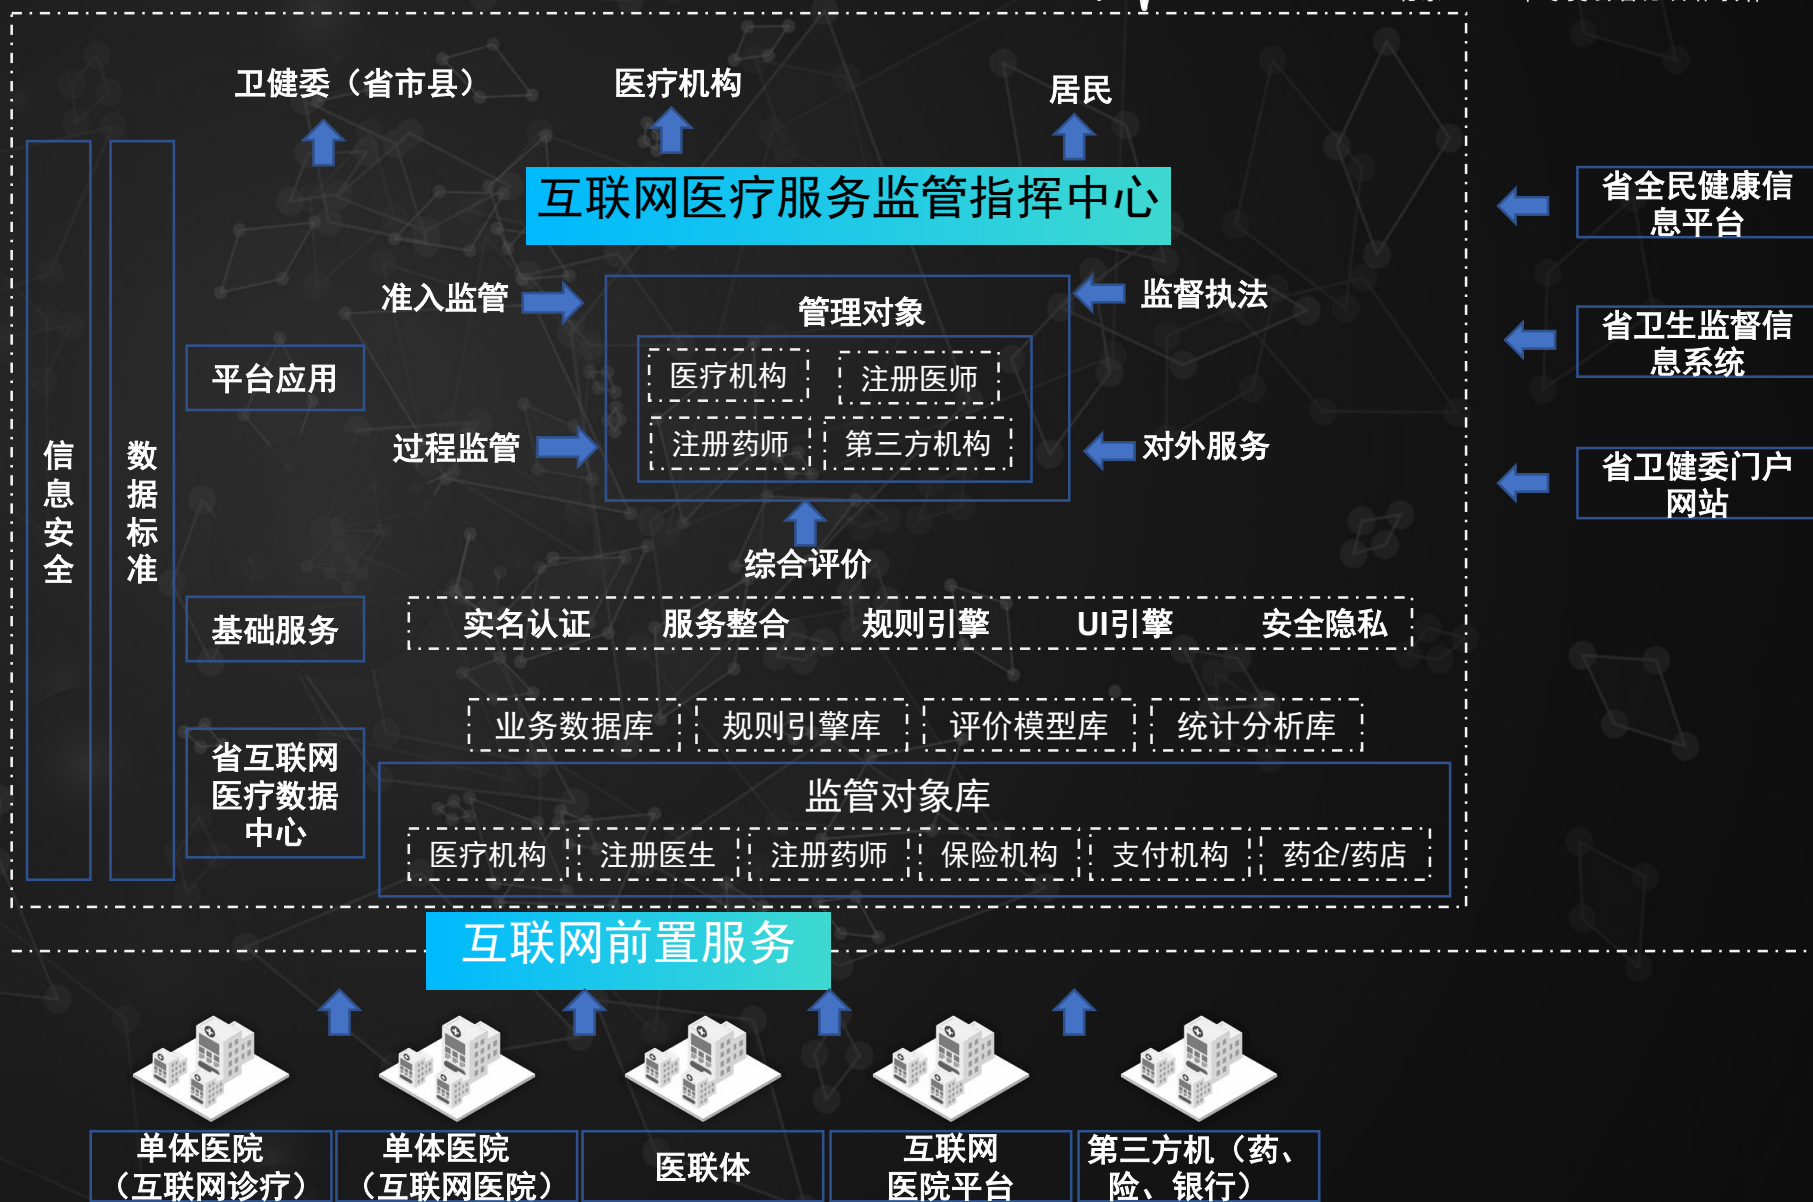 卫健委（省市县）
医疗机构
居民
互联网医疗服务监管指挥中心
省全民健康信
息平台
准入监管
管理对象
监督执法
省卫生监督信
息系统
平台应用
医疗机构
注册医师
注册药师
第三方机构
过程监管
对外服务
省卫健委门户
网站
信
息
安
全
数
据
标
准
综合评价
基础服务
实名认证
服务整合
规则引擎
UI引擎
安全隐私
业务数据库
规则引擎库
评价模型库
统计分析库
省互联网
医疗数据
中心
监管对象库
医疗机构
注册医生
注册药师
保险机构
支付机构
药企/药店
互联网前置服务
单体医院
（互联网诊疗）
单体医院
（互联网医院）
医联体
互联网
医院平台
第三方机（药、
险、银行）